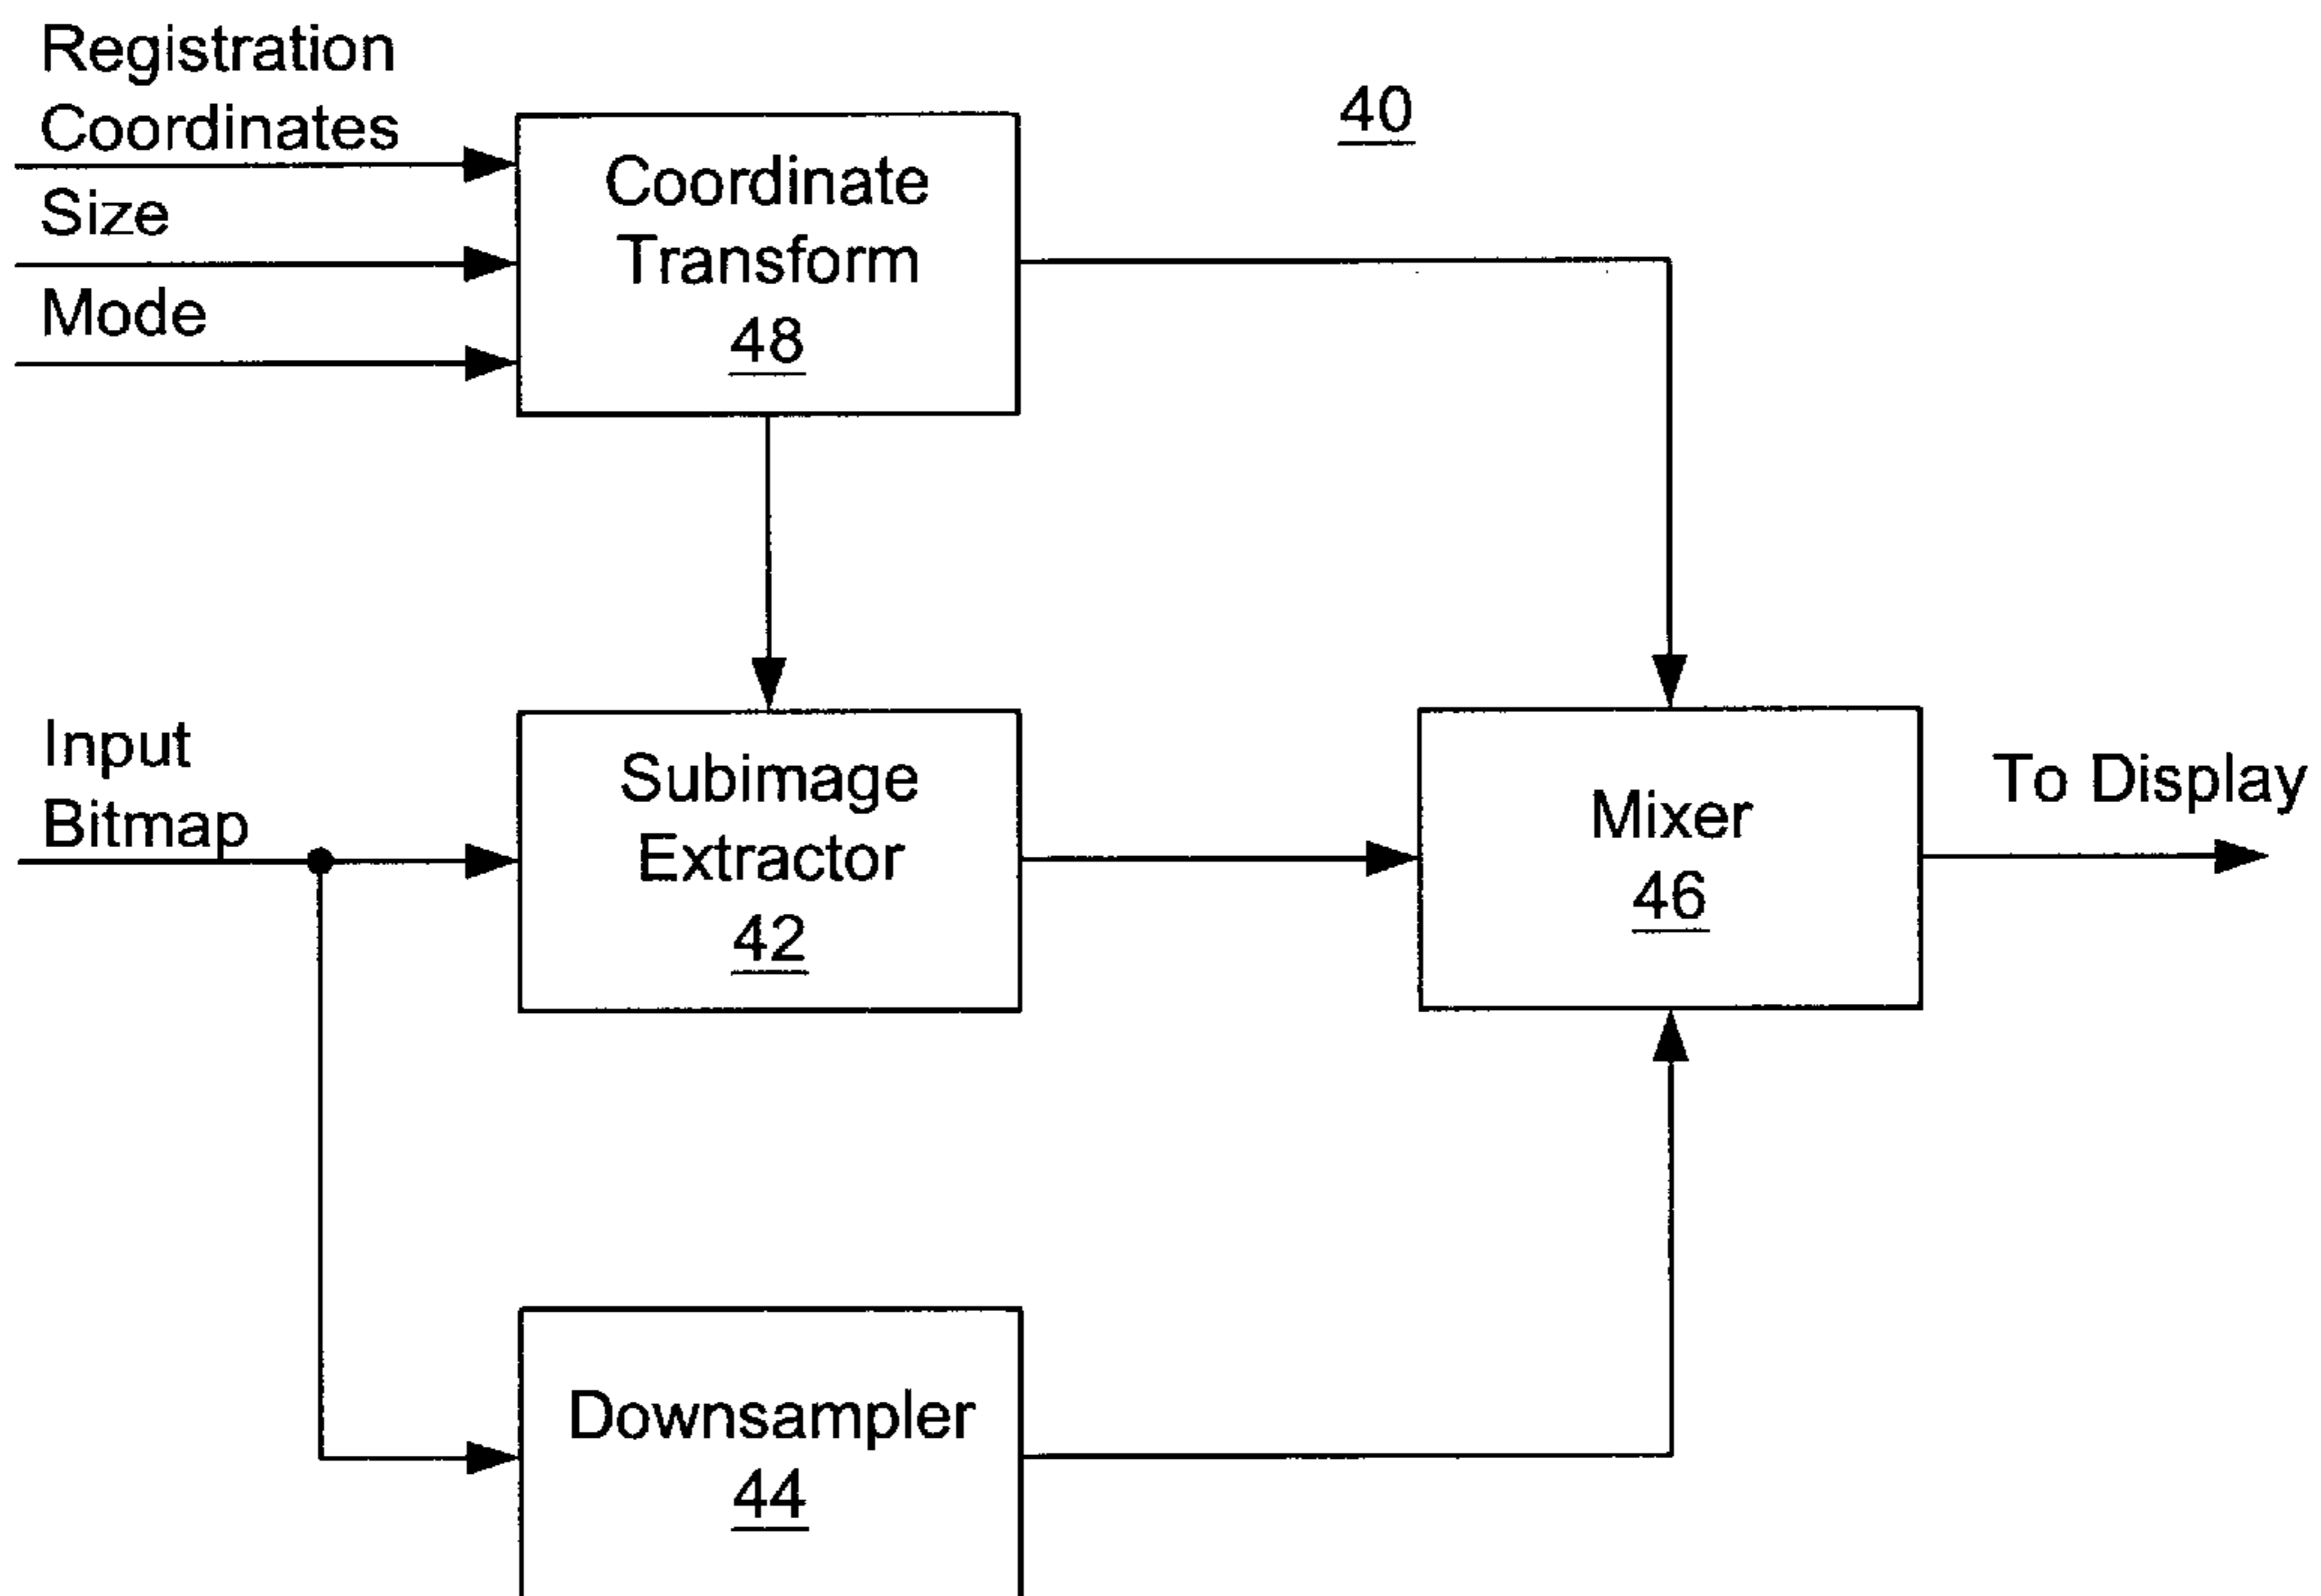 Registration
Coordinates
Size
Mode
Coordinate
Transform
48
40
Input
Bitmap
Subimage
Extractor
42
Mixer
46
To Display
Downsampler
44